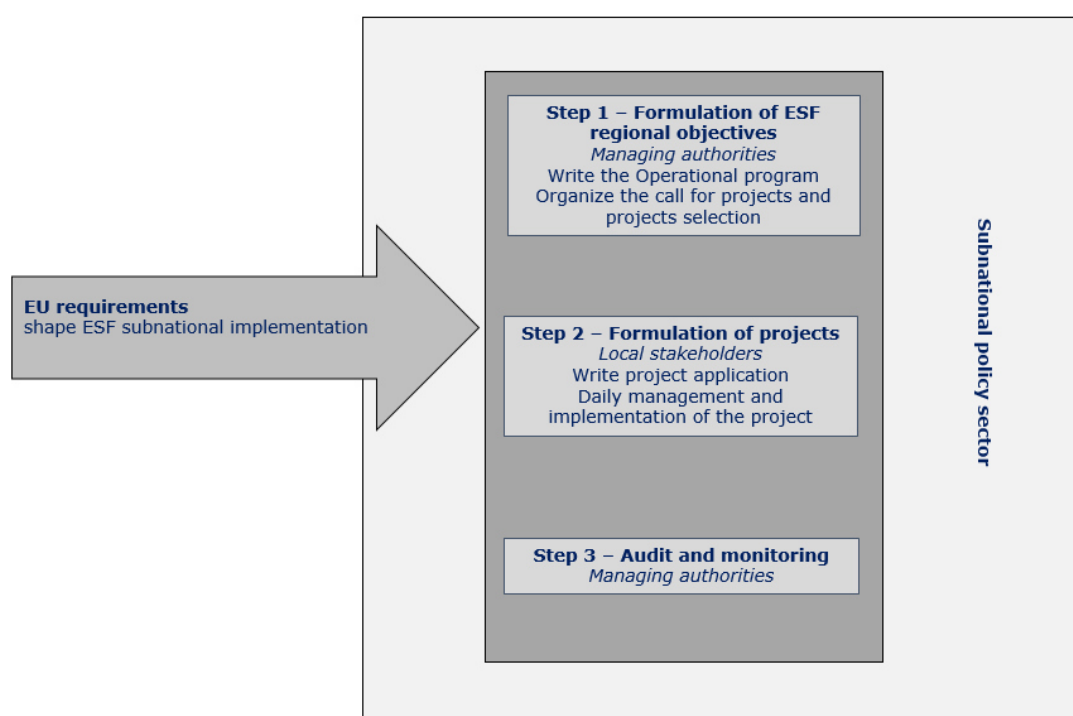 Step 1 – Formulation of ESF
regional objectives
Managing authorities
Write the Operational program
Organize the call for projects and
projects selection
EU requirements
shape ESF subnational implementation
Step 2 – Formulation of projects
Local stakeholders
Write project application
Daily management and
implementation of the project
Step 3 – Audit and monitoring
Managing authorities
Subnational policy sector